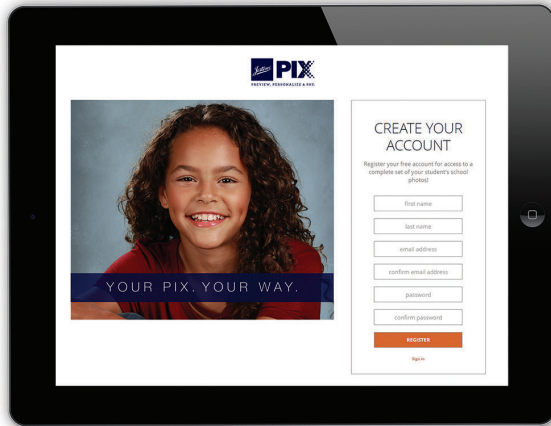 PIX
PREVIEW, PERSONALIZE & PAY.
YOUR PIX. YOUR WAY.
CREATE YOUR
ACCOUNT
Register your free account for access to a
complete set of your student's school
photos!
first name
last name
email address
confirm email address
password
confirm password
REGISTER
Sign in